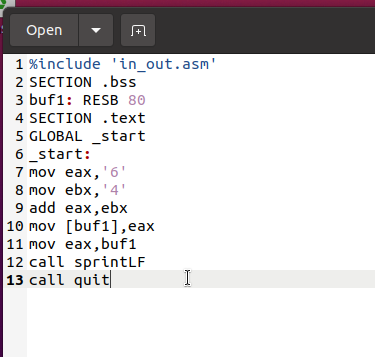 Open
1 %include 'in_out.asm'
2 SECTION .bss
3 buf1: RESB 80
4 SECTION .text
5 GLOBAL _start
6 _start:
7 mov eax,'6'
8 mov ebx,'4'
9 add eax,ebx
10 mov [buf1],eax
11 mov eax,buf1
12 call sprintLF
13 call quit